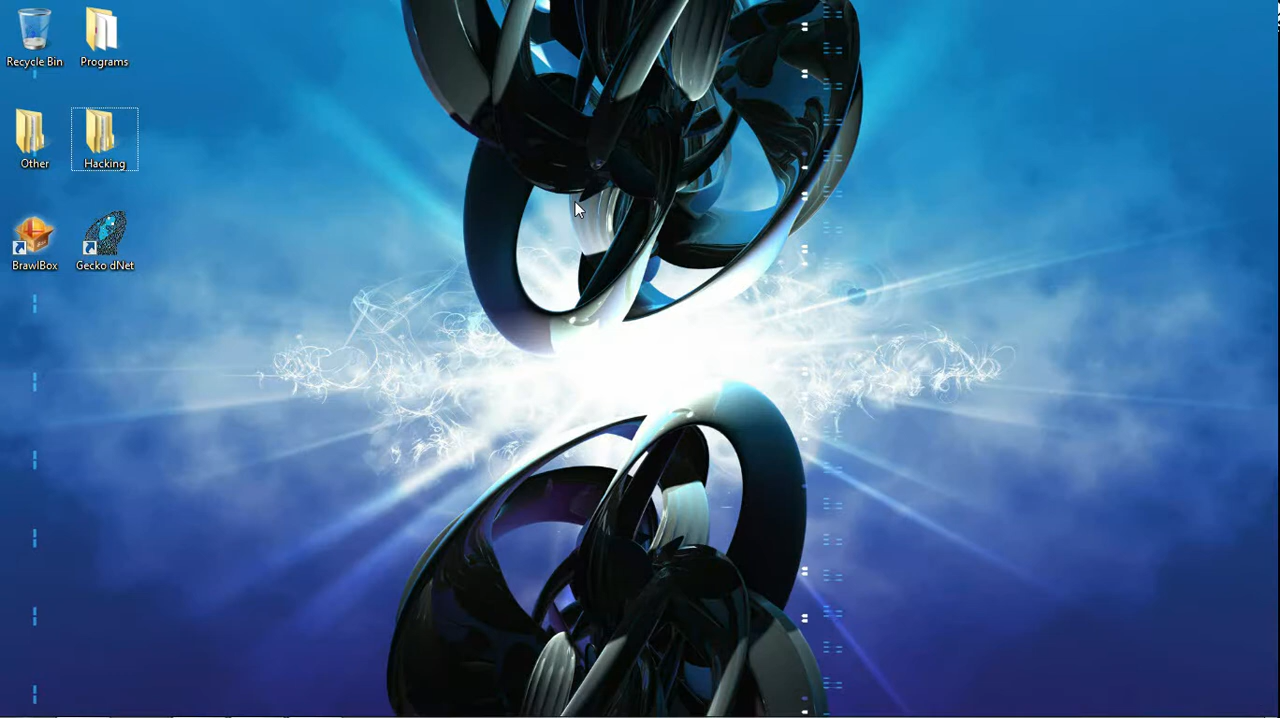 Recycle Bin
Programs
Other
Hacking
BrawlBox
Gecko dNet